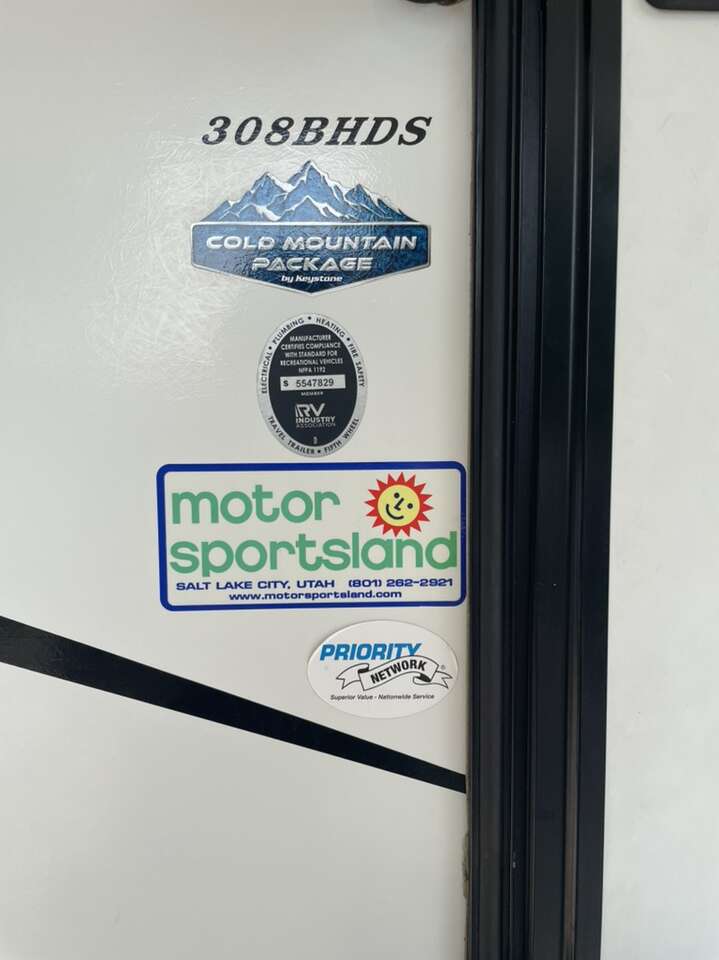 308BHDS
COLD MOUNTAIN
PACKAGE
by Keystone
ELECTRICAL • PLUMBING • HEATING • FIRE SAFETY
MANUFACTURER
CERTIFIES COMPLIANCE
WITH STANDARD FOR
RECREATIONAL VEHICLES
NFPA 1192
S 5547829
MEMBER
RV
INDUSTRY
ASSOCIATION
TRAVEL TRAILER • FIFTH WHEEL
motor
sportsland
SALT LAKE CITY, UTAH (801) 262-2921
www.motorsportsland.com
PRIORITY
NETWORK®
Superior Value - Nationwide Service